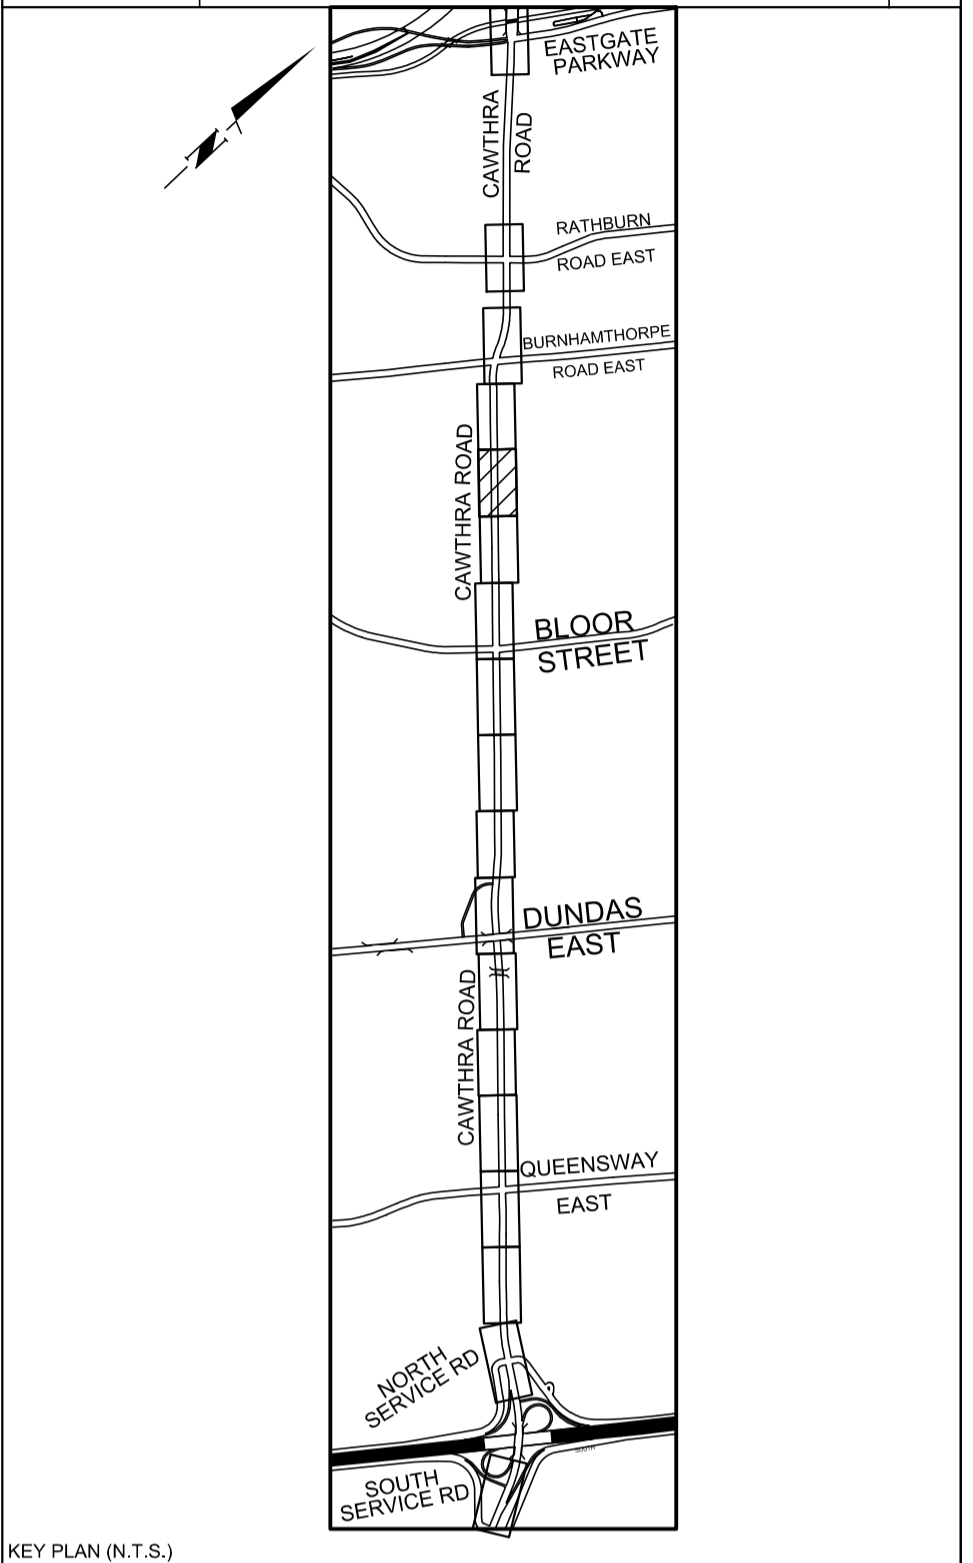 EASTGATE
PARKWAY
CAWTHRA
ROAD
N
RATHBURN
ROAD EAST
BURNHAMTHORPE
ROAD EAST
CAWTHRA ROAD
BLOOR
STREET
DUNDAS
EAST
CAWTHRA ROAD
QUEENSWAY
EAST
NORTH
SERVICE RD
SOUTH
SOUTH
SERVICE RD
KEY PLAN (N.T.S.)